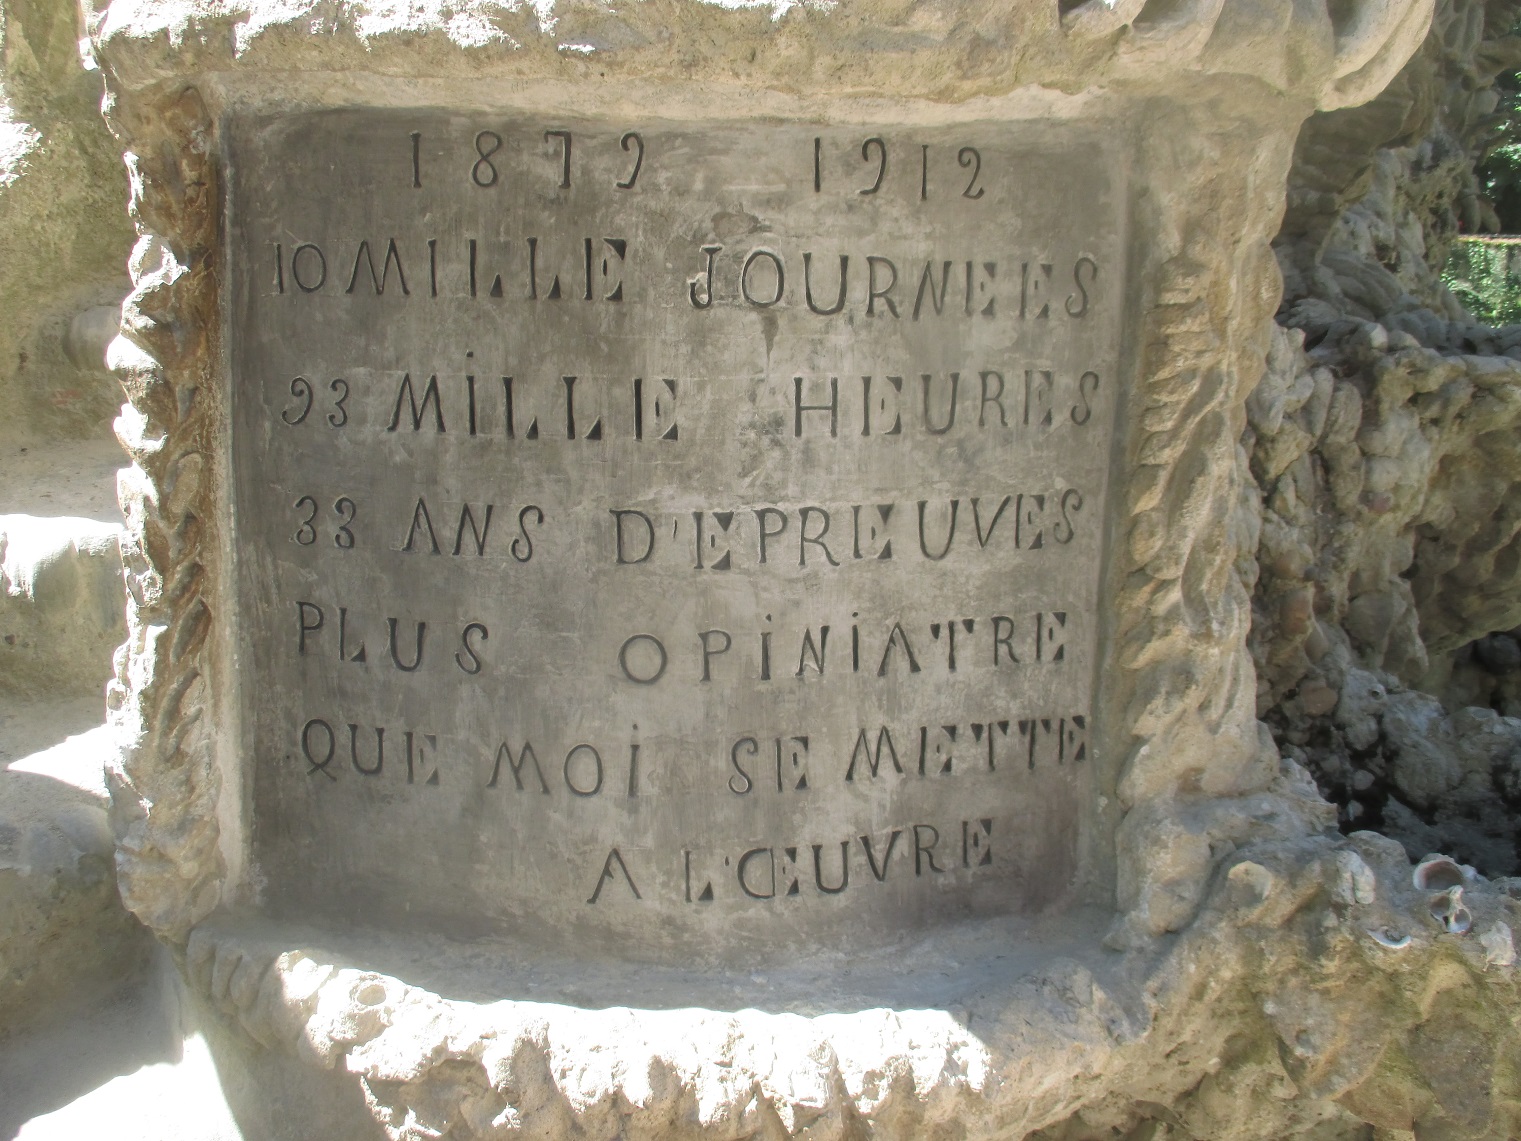 1879 1912
10 MILLE JOURNEES
93 MILLE HEURES
33 ANS D'EPREUVES
PLUS OPINIATRE
QUE MOI SE METTE
A L'ŒUVRE